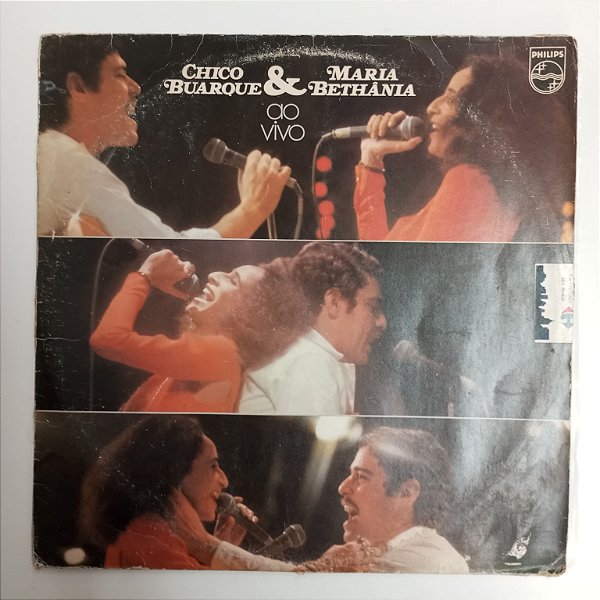 CHICO BUARQUE & MARIA BETHÂNIA
ao
vivo
PHILIPS